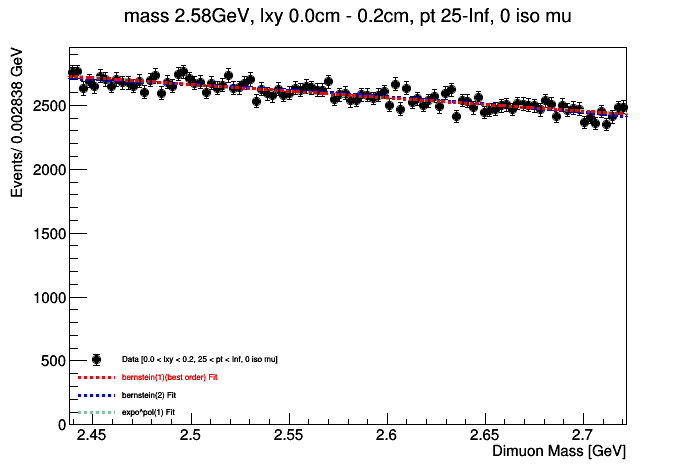 mass 2.58GeV, lxy 0.0cm - 0.2cm, pt 25-Inf, 0 iso mu
Events/ 0.002838 GeV
2500
2000
1500
1000
500
0
Data [0.0 < lxy < 0.2, 25 < pt < Inf, 0 iso mu]
bernstein(1)(best order) Fit
bernstein(2) Fit
expo^pol(1) Fit
2.45 2.5 2.55 2.6 2.65 2.7
Dimuon Mass [GeV]